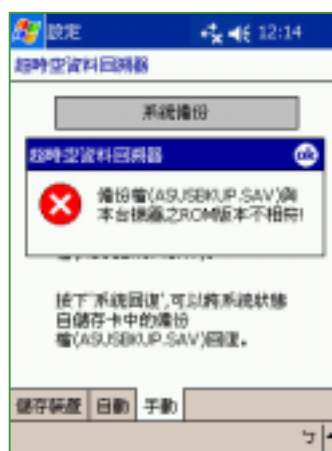 設定 12:14
超時空資料回溯器
系統備份
超時空資料回溯器 ok
備份檔(ASUSBKUP.SAV)與
本台機器之ROM版本不相符!
按下'系統回復',可以將系統狀態
自儲存卡中的備份
檔(ASUSBKUP.SAV)回復。
儲存裝置 自動 手動
ㄅ